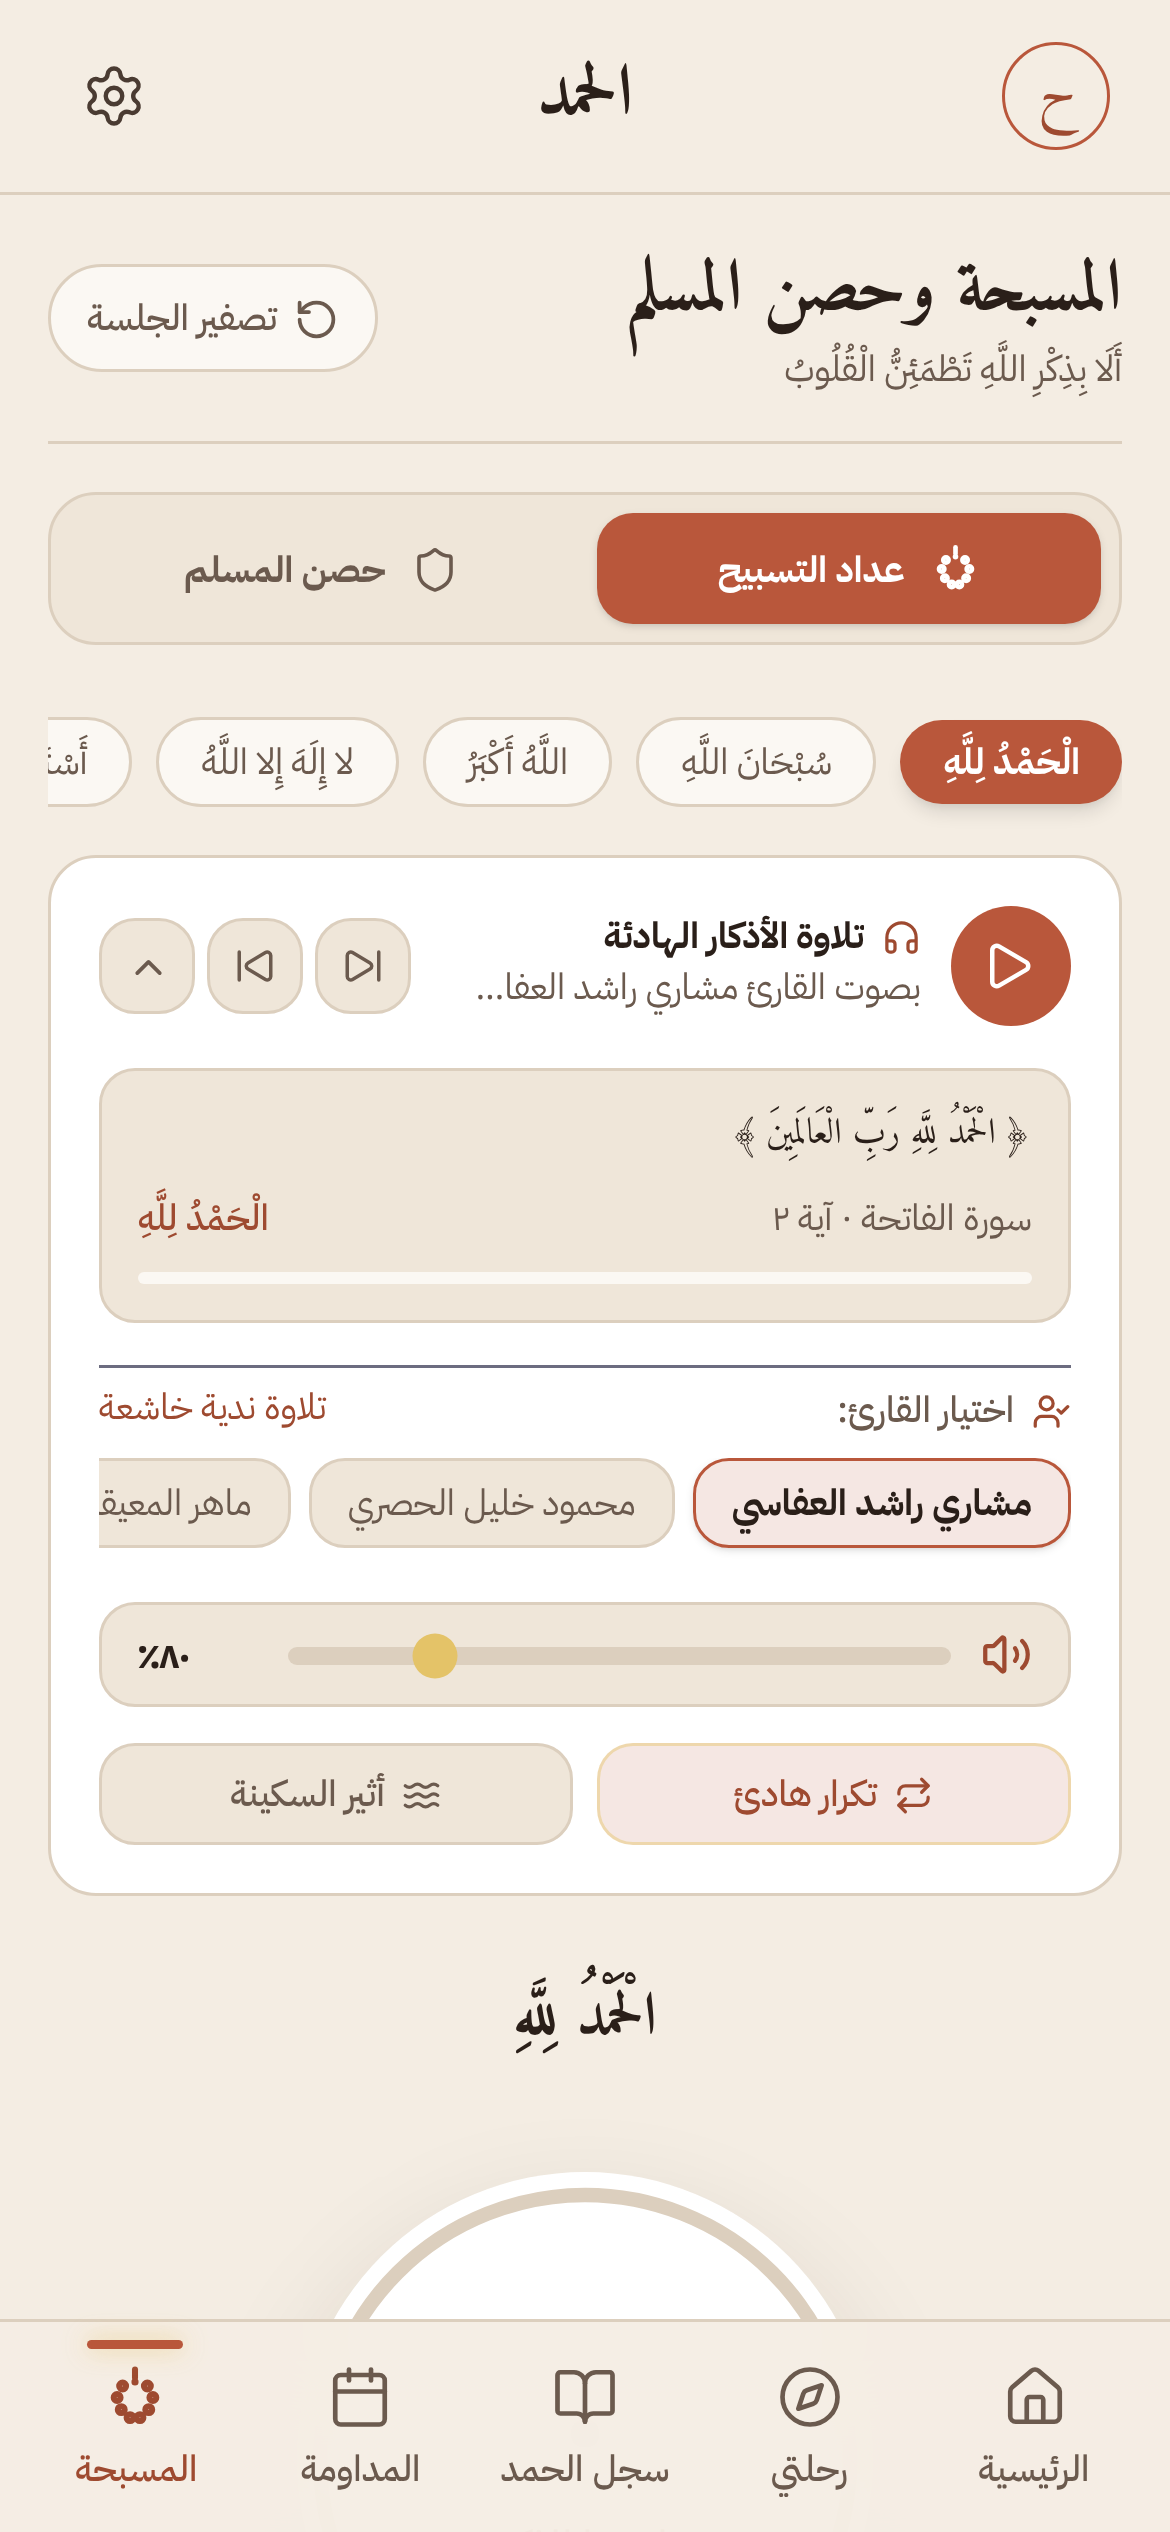 ح
الحمد
المسبحة وحصن المسلم
أَلَا بِذِكْرِ اللَّهِ تَطْمَئِنُّ الْقُلُوبُ
تصفير الجلسة
عداد التسبيح
حصن المسلم
الْحَمْدُ لِلَّهِ
سُبْحَانَ اللَّهِ
اللَّهُ أَكْبَرُ
لا إِلَهَ إِلا اللَّهُ
تلاوة الأذكار الهادئة
بصوت القارئ مشاري راشد العفا...
﴿ الْحَمْدُ لِلَّهِ رَبِّ الْعَالَمِينَ ﴾
سورة الفاتحة · آية ٢
الْحَمْدُ لِلَّهِ
اختيار القارئ:
تلاوة ندية خاشعة
مشاري راشد العفاسي
محمود خليل الحصري
ماهر المعيق
٨٠٪
تكرار هادئ
أثير السكينة
الْحَمْدُ لِلَّهِ
الرئيسية
رحلتي
سجل الحمد
المداومة
المسبحة